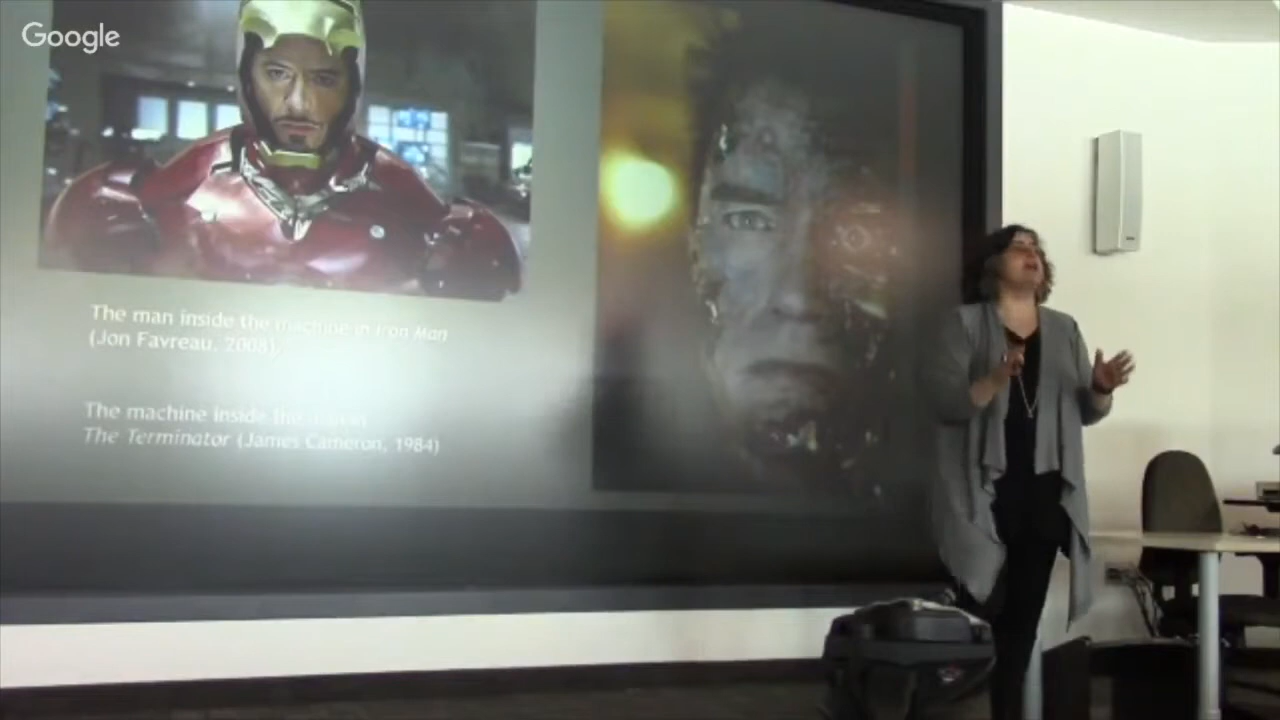 Google
The man inside the machine in Iron Man
(Jon Favreau, 2008)
The machine inside the
The Terminator (James Cameron, 1984)